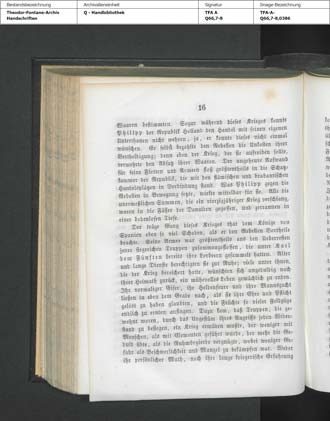 Bestandsbezeichnung
Archivalieneinheit
Signatur
Image-Bezeichnung
Theodor-Fontane-Archiv
Handschriften
Q - Handbibliothek
TFA A
Q66,7-8
TFA-A-
Q66,7-8,0386
16
Waaren bestimmten. Sogar während dieses Krieges konnte
Philipp der Republik Holland den Handel mit seinen eigenen
Unterthanen nicht wehren, ja, er konnte dieses nicht einmal
wünschen. Er selbst bezahlte den Rebellen die Unkosten ihrer
Vertheidigung; denn eben der Krieg, der sie aufreiben sollte,
vermehrte den Absatz ihrer Waaren. Der ungeheure Aufwand
für seine Flotten und Armeen floß größtentheils in die Schatz-
kammer der Republik, die mit den flämischen und brabantischen
Handelsplätzen in Verbindung stand. Was Philipp gegen die
Rebellen in Bewegung setzte, wirkte mittelbar für sie. Alle die
unermeßlichen Summen, die ein vierzigjähriger Krieg verschlang,
waren in die Fässer der Danaiden gegossen, und zerrannen in
einer bodenlosen Tiefe.
Der träge Gang dieses Krieges that dem Könige von
Spanien eben so viel Schaden, als er den Rebellen Vortheile
brachte. Seine Armee war größtentheils aus den Ueberresten
jener siegreichen Truppen zusammengeflossen, die unter Karl
dem Fünften bereits ihre Lorbeern gesammelt hatten. Alter
und lange Dienste berechtigten sie zur Ruhe; viele unter ihnen,
die der Krieg bereichert hatte, wünschten sich ungeduldig nach
ihrer Heimath zurück, ein mühevolles Leben gemächlich zu enden.
Ihr vormaliger Eifer, ihr Heldenfeuer und ihre Mannszucht
ließen in eben dem Grade nach, als sie ihre Ehre und Pflicht
gelöst zu haben glaubten, und die Früchte so vieler Feldzüge
endlich zu ernten anfingen. Dazu kam, daß Truppen, die ge-
wohnt waren, durch das Ungestüm ihres Angriffs jeden Wider-
stand zu besiegen, ein Krieg ermüden mußte, der weniger mit
Menschen, als mit Elementen geführt wurde, der mehr die Ge-
duld übte, als die Ruhmbegierde vergnügte, wobei weniger Ge-
fahr als Beschwerlichkeit und Mangel zu bekämpfen war. Weder
ihr persönlicher Muth, noch ihre lange kriegerische Erfahrung